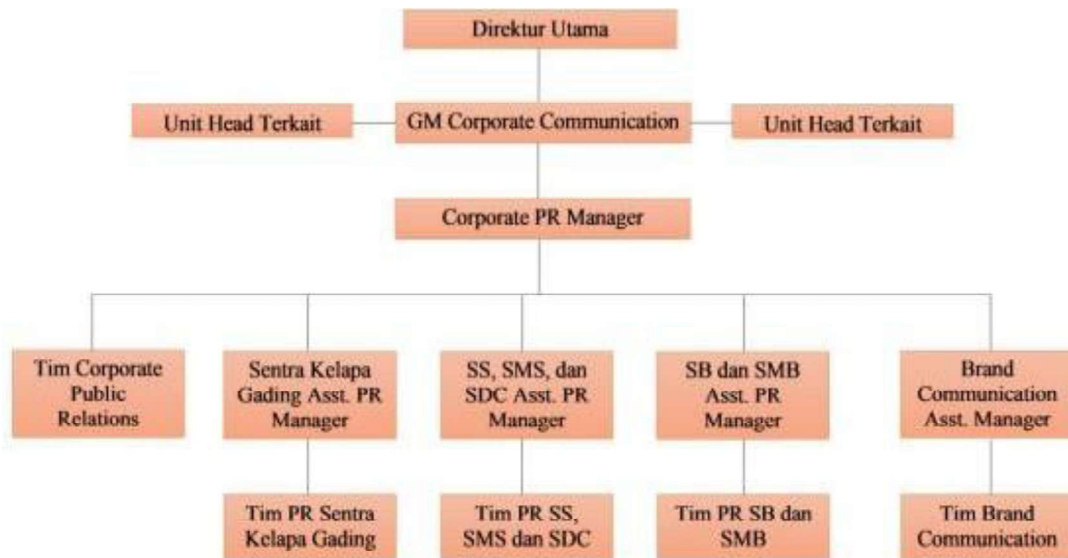 Direktur Utama
Unit Head Terkait
GM Corporate Communication
Unit Head Terkait
Corporate PR Manager
Tim Corporate
Public
Relations
Sentra Kelapa
Gading Asst. PR
Manager
SS, SMS, dan
SDC Asst. PR
Manager
SB dan SMB
Asst. PR
Manager
Brand
Communication
Asst. Manager
Tim PR Sentra
Kelapa Gading
Tim PR SS,
SMS dan SDC
Tim PR SB dan
SMB
Tim Brand
Communication